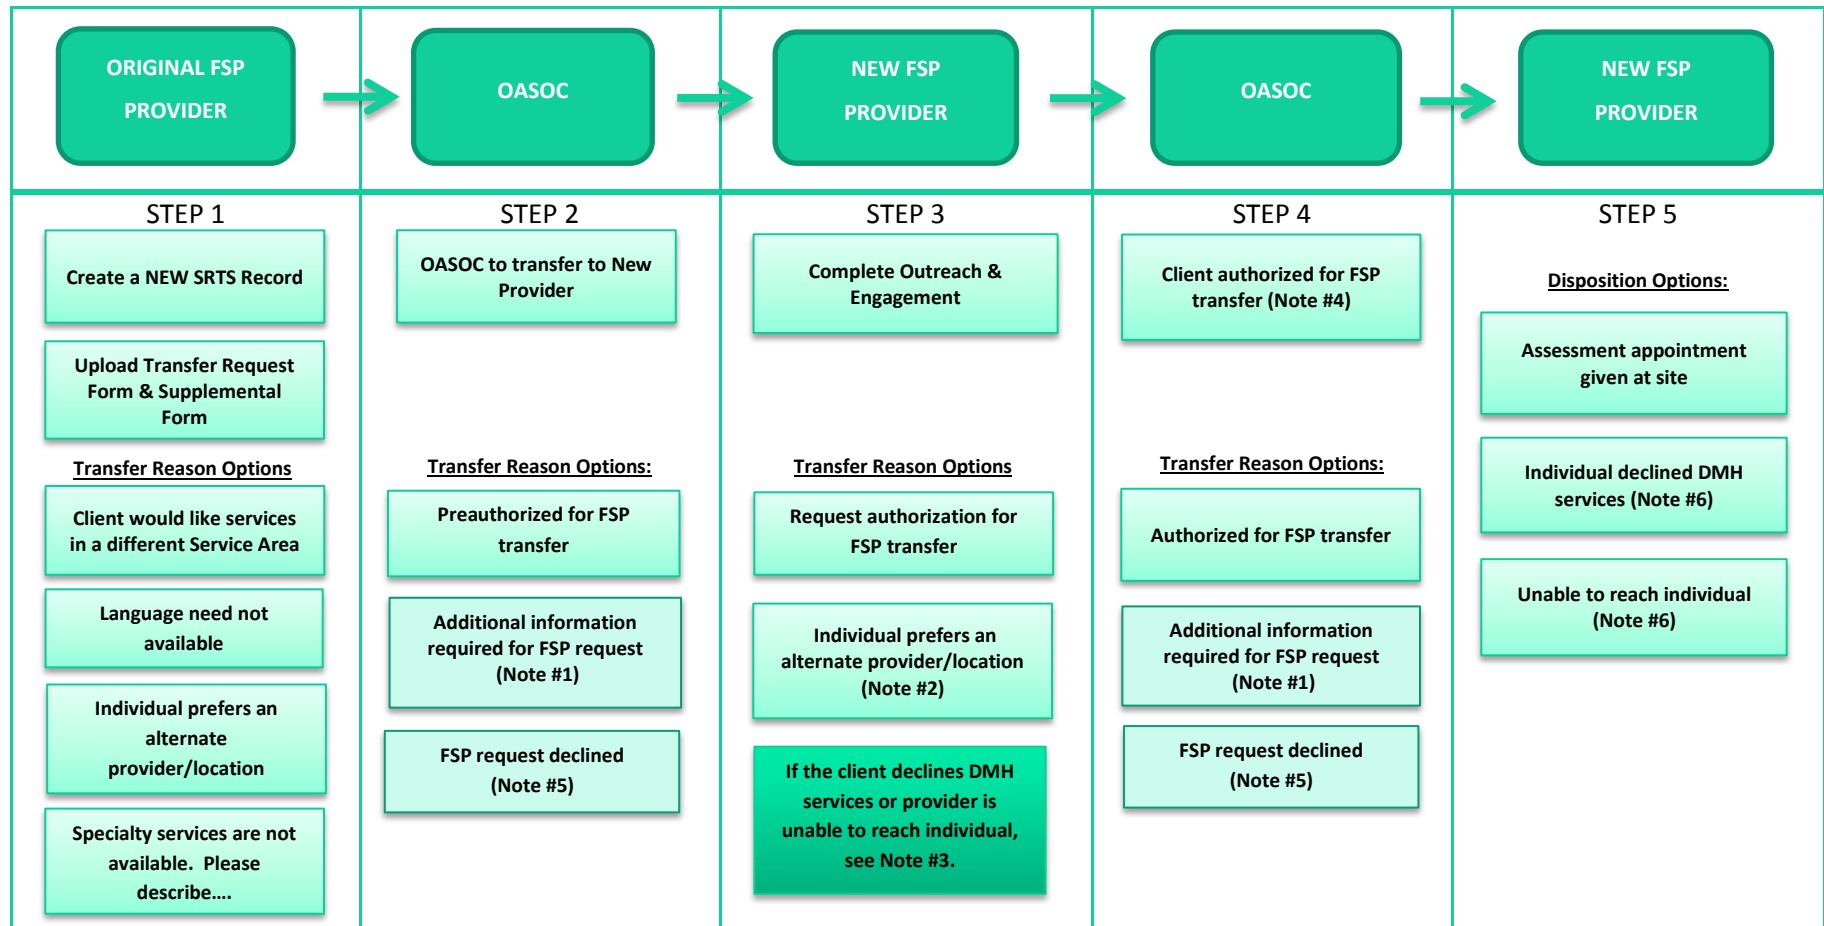 ORIGINAL FSP
PROVIDER
OASOC
NEW FSP
PROVIDER
OASOC
NEW FSP
PROVIDER
STEP 1
Create a NEW SRTS Record
Upload Transfer Request
Form & Supplemental
Form
Transfer Reason Options
Client would like services
in a different Service Area
Language need not
available
Individual prefers an
alternate
provider/location
Specialty services are not
available.  Please
describe….
STEP 2
OASOC to transfer to New
Provider
Transfer Reason Options:
Preauthorized for FSP
transfer
Additional information
required for FSP request
(Note #1)
FSP request declined
(Note #5)
STEP 3
Complete Outreach &
Engagement
Transfer Reason Options
Request authorization for
FSP transfer
Individual prefers an
alternate provider/location
(Note #2)
If the client declines DMH
services or provider is
unable to reach individual,
see Note #3.
STEP 4
Client authorized for FSP
transfer (Note #4)
Transfer Reason Options:
Authorized for FSP transfer
Additional information
required for FSP request
(Note #1)
FSP request declined
(Note #5)
STEP 5
Disposition Options:
Assessment appointment
given at site
Individual declined DMH
services (Note #6)
Unable to reach individual
(Note #6)